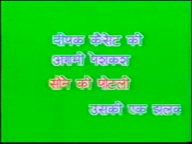 दीपक कैसेट की
अगली पेशकश
सोने की पोटली
उसकी एक झलक